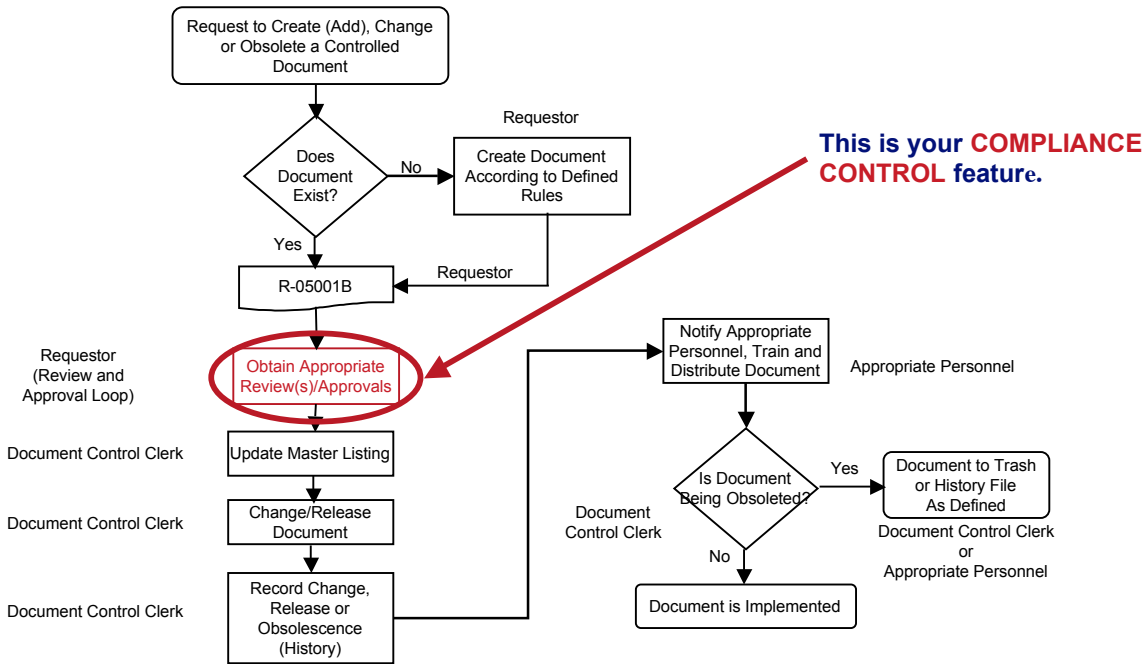 Request to Create (Add), Change
or Obsolete a Controlled
Document
Does
Document
Exist?
No
Requestor
Create Document
According to Defined
Rules
This is your COMPLIANCE
CONTROL feature.
Yes
Requestor
R-05001B
Requestor
(Review and
Approval Loop)
Obtain Appropriate
Review(s)/Approvals
Document Control Clerk
Update Master Listing
Document Control Clerk
Change/Release
Document
Document Control Clerk
Record Change,
Release or
Obsolescence
(History)
Notify Appropriate
Personnel, Train and
Distribute Document
Appropriate Personnel
Is Document
Being Obsoleted?
Document
Control Clerk
Yes
Document to Trash
or History File
As Defined
Document Control Clerk
or
Appropriate Personnel
No
Document is Implemented